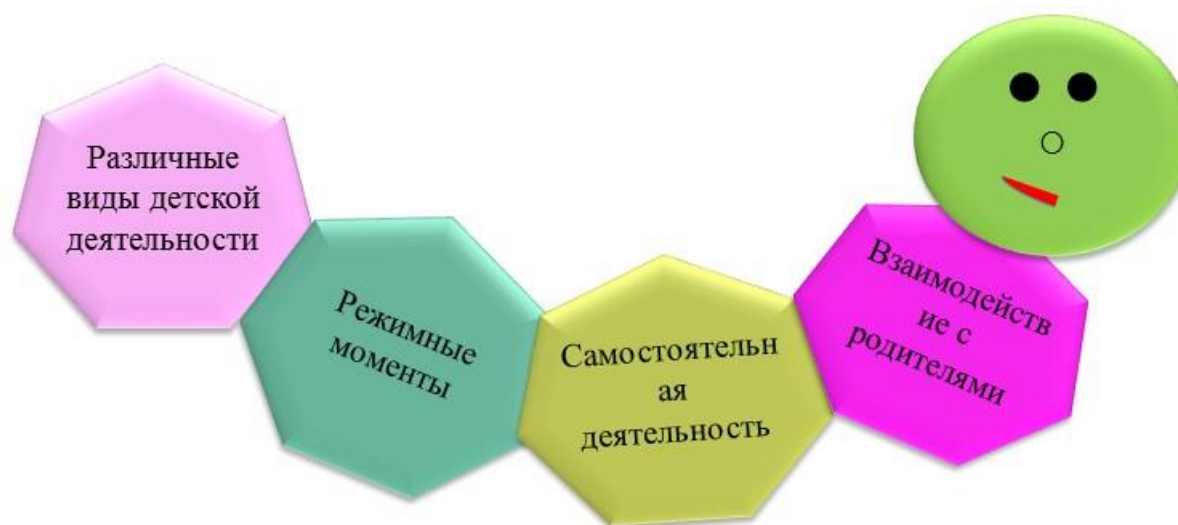 Различные
виды детской
деятельности
Режимные
моменты
Самостоятельн
ая
деятельность
Взаимодейств
ие с
родителями